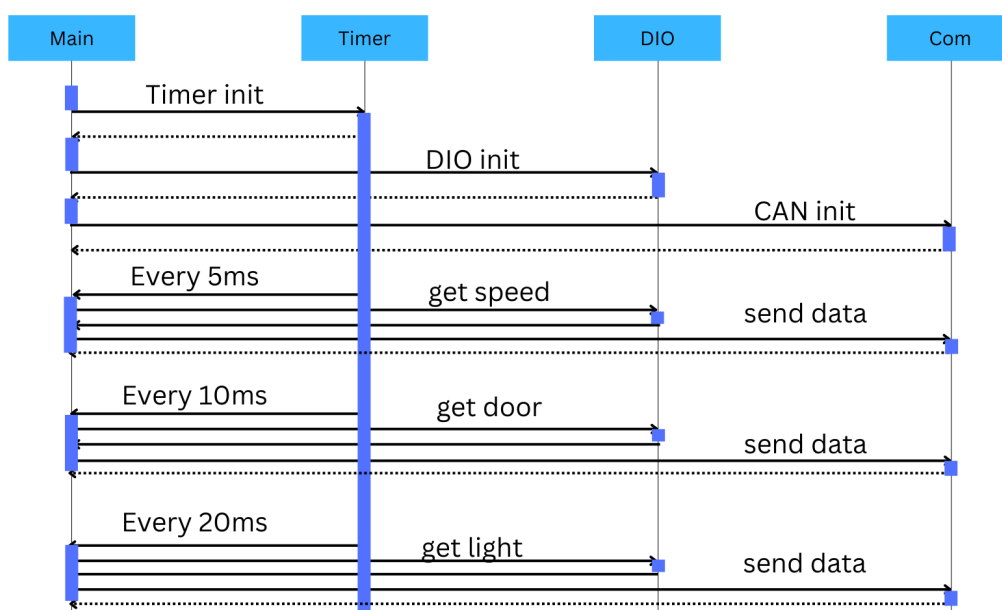 Main
Timer
DIO
Com
Timer init
DIO init
CAN init
Every 5ms
get speed
send data
Every 10ms
get door
send data
Every 20ms
get light
send data